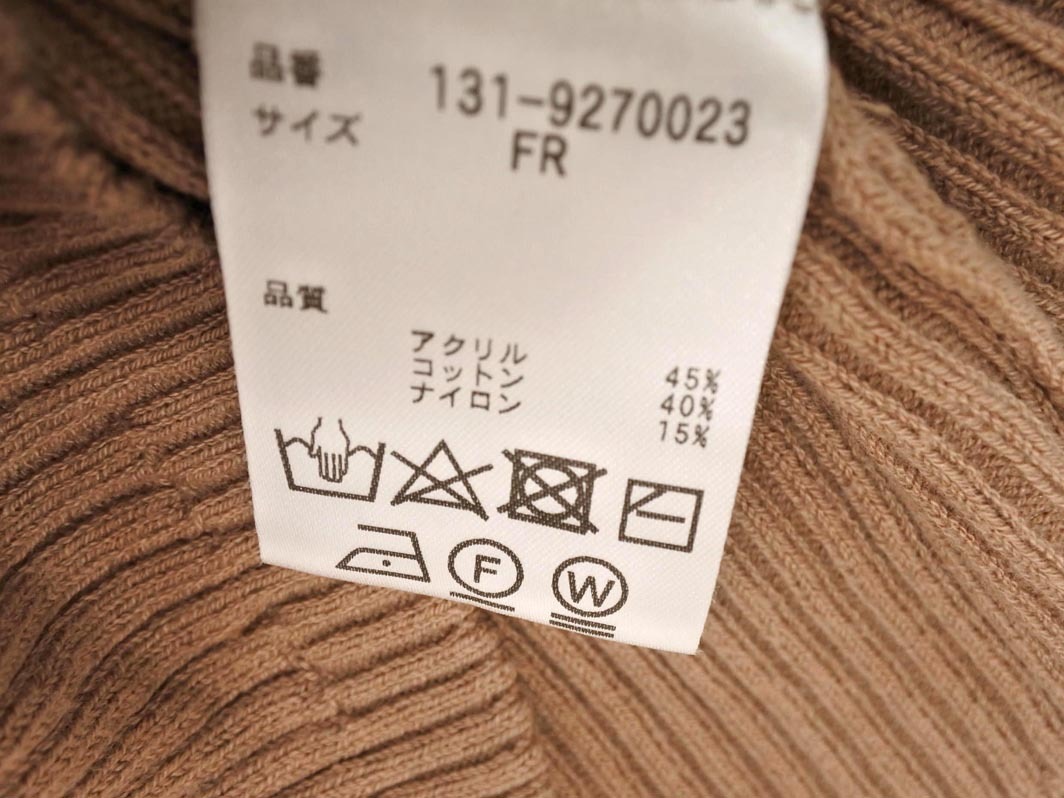 品番 131-9270023
サイズ FR
品質
アクリル 45%
コットン 40%
ナイロン 15%
F W